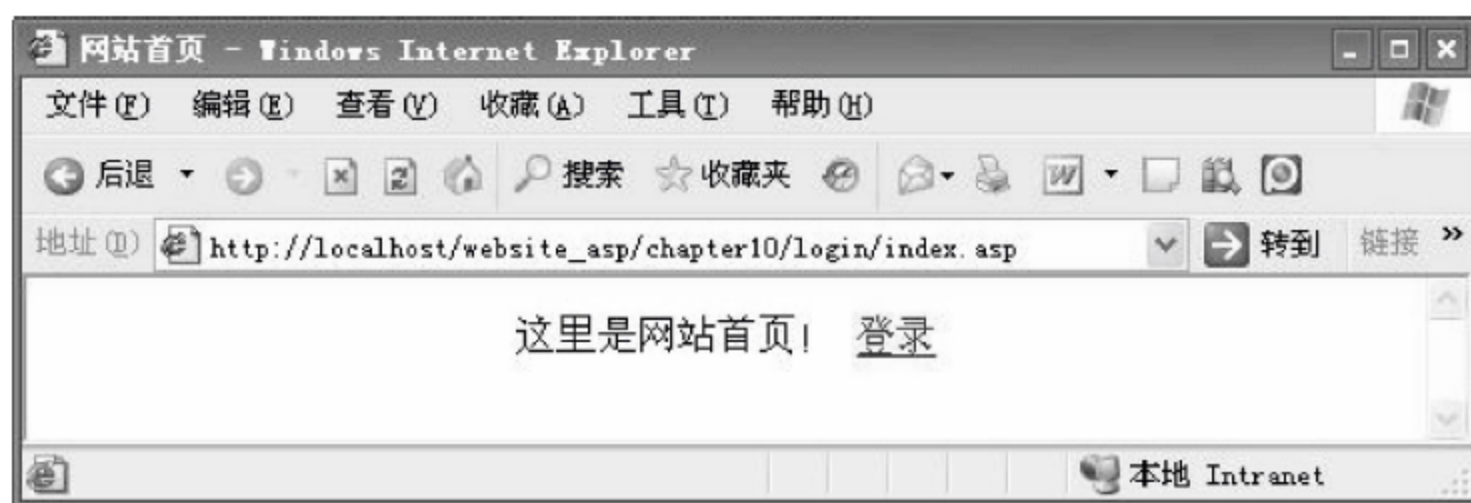 网站首页 - Windows Internet Explorer
文件(F) 编辑(E) 查看(V) 收藏(A) 工具(T) 帮助(H)
后退 搜索 收藏夹 W
地址(D) http://localhost/website_asp/chapter10/login/index.asp 转到 链接 »
这里是网站首页! 登录
本地 Intranet